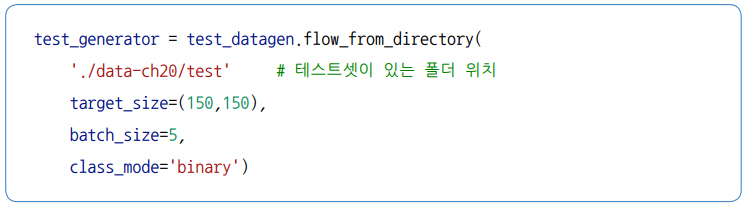 test_generator = test_datagen.flow_from_directory(
    './data-ch20/test'     # 테스트셋이 있는 폴더 위치
    target_size=(150,150),
    batch_size=5,
    class_mode='binary')